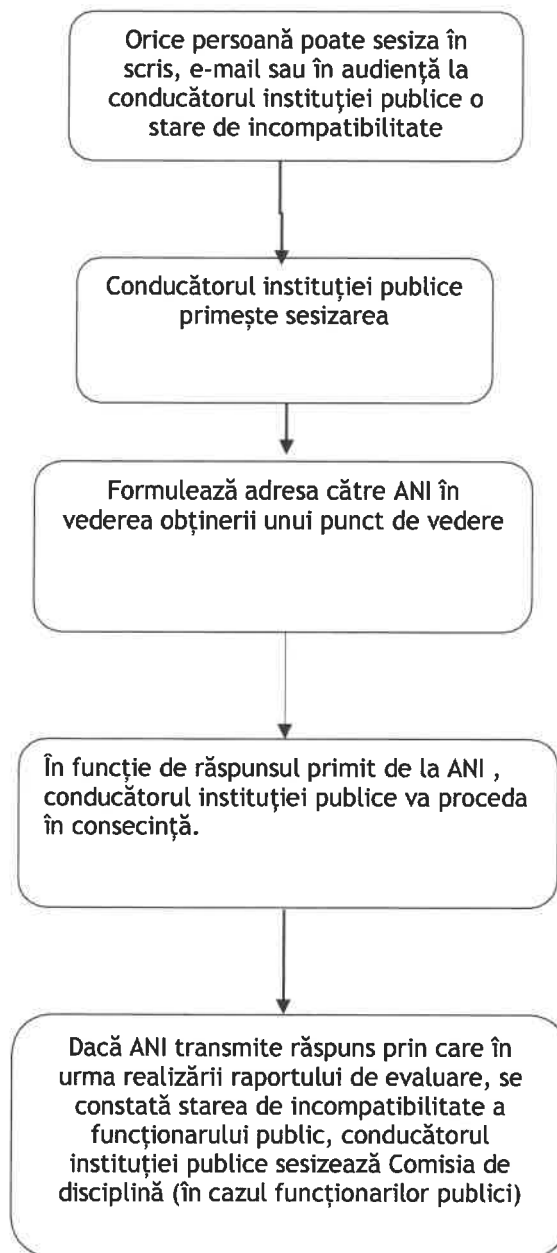 Orice persoană poate sesiza în
scris, e-mail sau în audiență la
conducătorul instituției publice o
stare de incompatibilitate
Conducătorul instituției publice
primește sesizarea
Formulează adresa către ANI în
vederea obținerii unui punct de vedere
În funcție de răspunsul primit de la ANI ,
conducătorul instituției publice va proceda
în consecință.
Dacă ANI transmite răspuns prin care în
urma realizării raportului de evaluare, se
constată starea de incompatibilitate a
funcționarului public, conducătorul
instituției publice sesizează Comisia de
disciplină (în cazul funcționarilor publici)